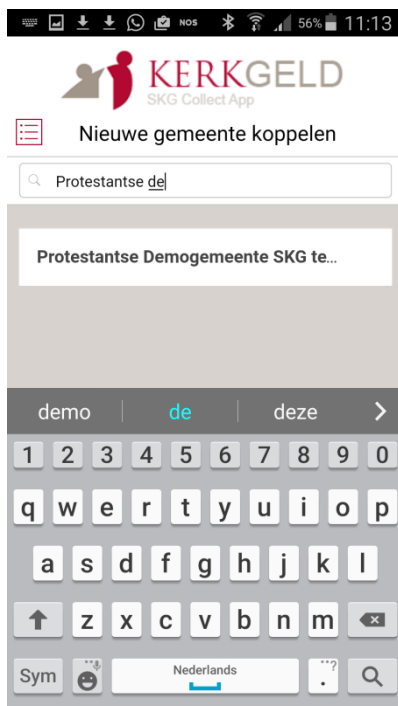 NOS 56% 11:13
KERKGELD
SKG Collect App
Nieuwe gemeente koppelen
Protestantse de
Protestantse Demogemeente SKG te...
demo de deze
1 2 3 4 5 6 7 8 9 0
q w e r t y u i o p
a s d f g h j k l
z x c v b n m
Sym Nederlands . ?